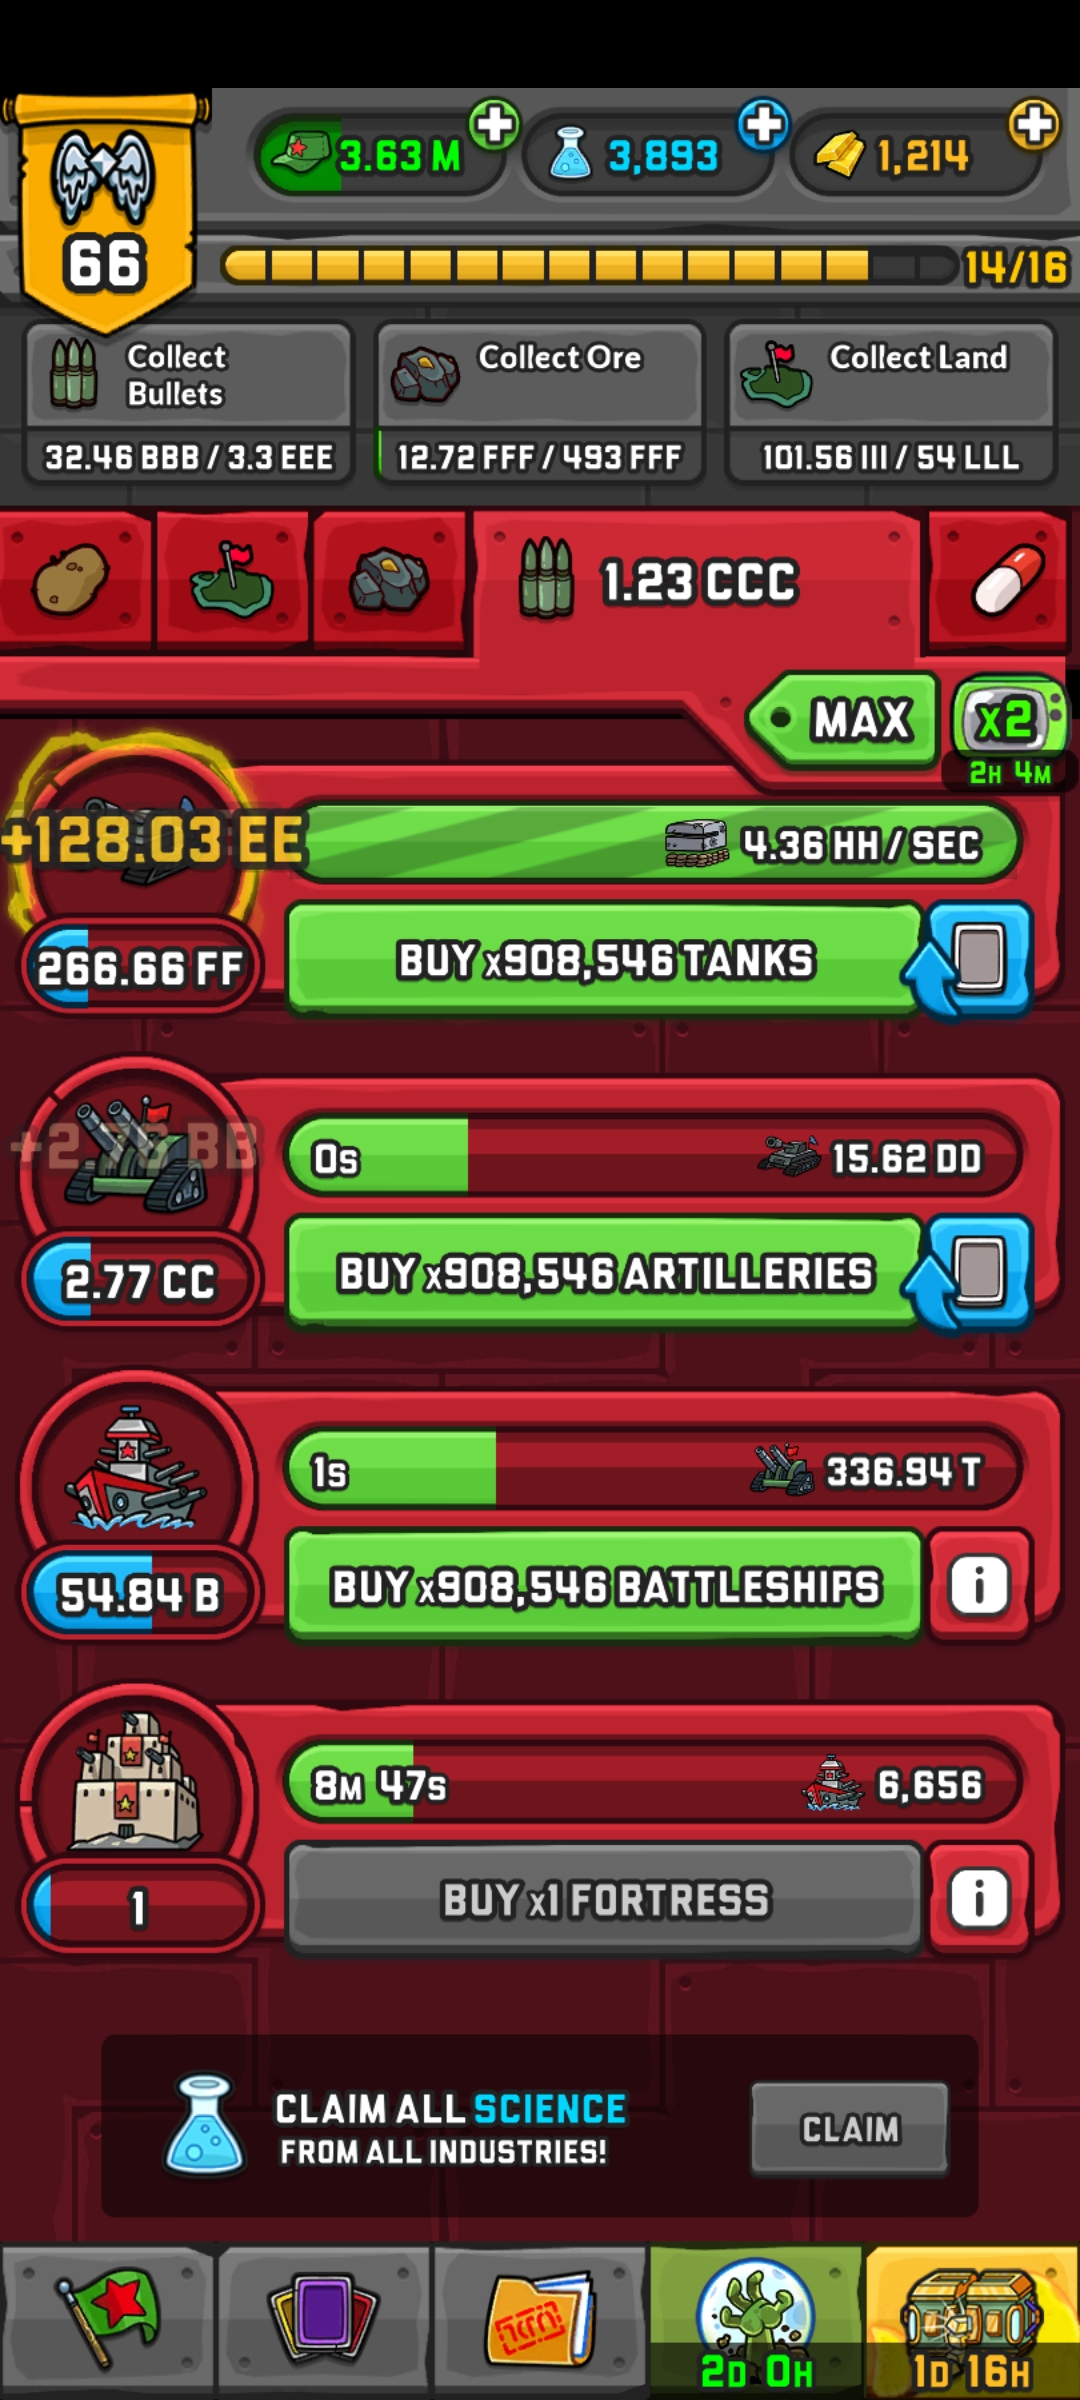 3.63 M
3,893
1,214
66
14/16
Collect
Bullets
Collect Ore
Collect Land
32.46 BBB / 3.3 EEE
12.72 FFF / 493 FFF
101.56 III / 54 LLL
1.23 CCC
MAX
x2
2H 4M
+128.03 EE
4.36 HH / SEC
266.66 FF
BUY x908,546 TANKS
0s
15.62 DD
2.77 CC
BUY x908,546 ARTILLERIES
1s
336.94 T
54.84 B
BUY x908,546 BATTLESHIPS
i
8M 47s
6,656
1
BUY x1 FORTRESS
i
CLAIM ALL SCIENCE
FROM ALL INDUSTRIES!
CLAIM
2D 0H
1D 16H